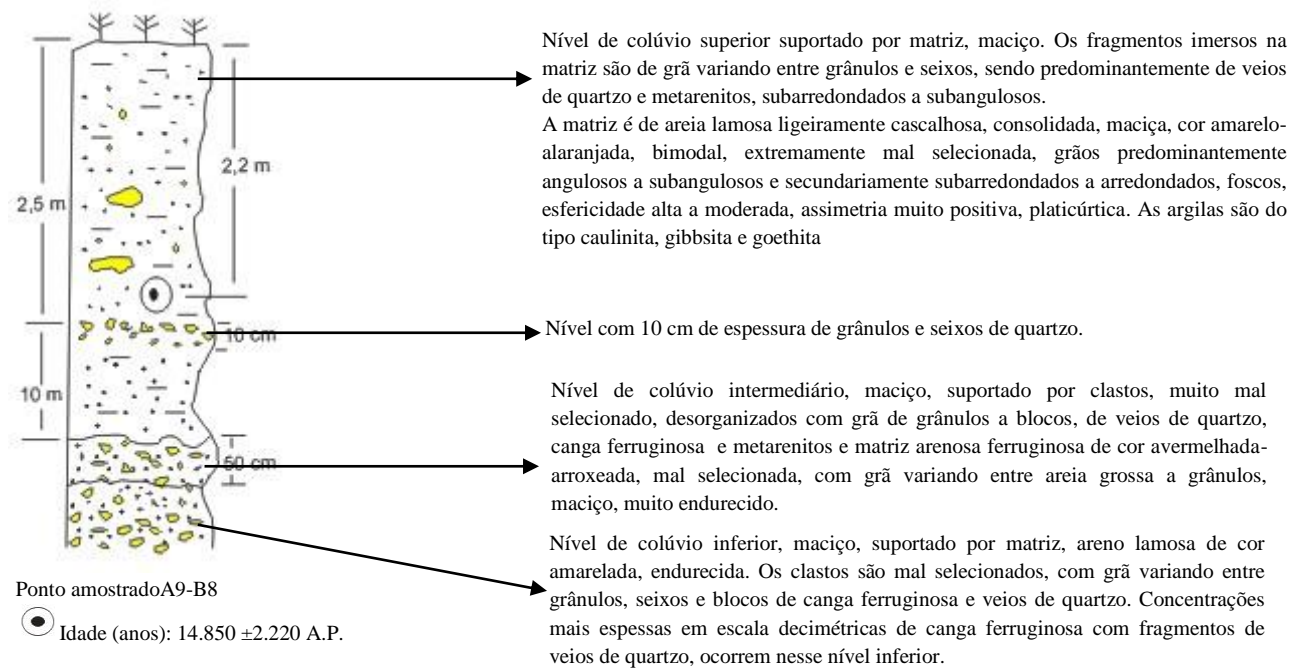 2,5 m
2,2 m
10 cm
10 m
50 cm
Nível de colúvio superior suportado por matriz, maciço. Os fragmentos imersos na
matriz são de grã variando entre grânulos e seixos, sendo predominantemente de veios
de quartzo e metarenitos, subarredondados a subangulosos.
A matriz é de areia lamosa ligeiramente cascalhosa, consolidada, maciça, cor amarelo-
alaranjada, bimodal, extremamente mal selecionada, grãos predominantemente
angulosos a subangulosos e secundariamente subarredondados a arredondados, foscos,
esfericidade alta a moderada, assimetria muito positiva, platicúrtica. As argilas são do
tipo caulinita, gibbsita e goethita
Nível com 10 cm de espessura de grânulos e seixos de quartzo.
Nível de colúvio intermediário, maciço, suportado por clastos, muito mal
selecionado, desorganizados com grã de grânulos a blocos, de veios de quartzo,
canga ferruginosa e metarenitos e matriz arenosa ferruginosa de cor avermelhada-
arroxeada, mal selecionada, com grã variando entre areia grossa a grânulos,
maciço, muito endurecido.
Nível de colúvio inferior, maciço, suportado por matriz, areno lamosa de cor
amarelada, endurecida. Os clastos são mal selecionados, com grã variando entre
grânulos, seixos e blocos de canga ferruginosa e veios de quartzo. Concentrações
mais espessas em escala decimétricas de canga ferruginosa com fragmentos de
veios de quartzo, ocorrem nesse nível inferior.
Ponto amostradoA9-B8
Idade (anos): 14.850 ±2.220 A.P.